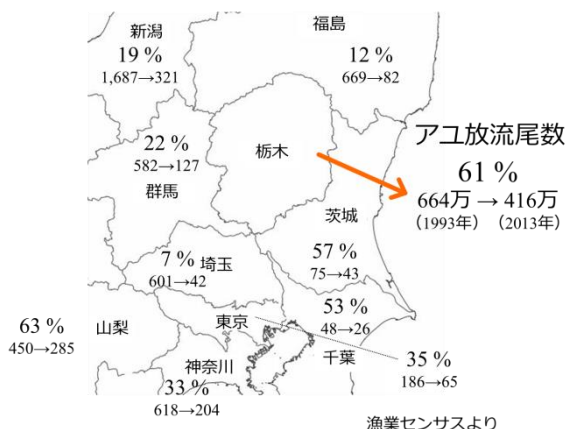 新潟
19 %
1,687→321
福島
12 %
669→82
22 %
582→127
群馬
栃木
アユ放流尾数
61 %
664万 → 416万
（1993年）　（2013年）
茨城
57 %
75→43
7 %
埼玉
601→42
53 %
48→26
63 %
450→285
山梨
東京
千葉
35 %
186→65
神奈川
33 %
618→204
漁業センサスより